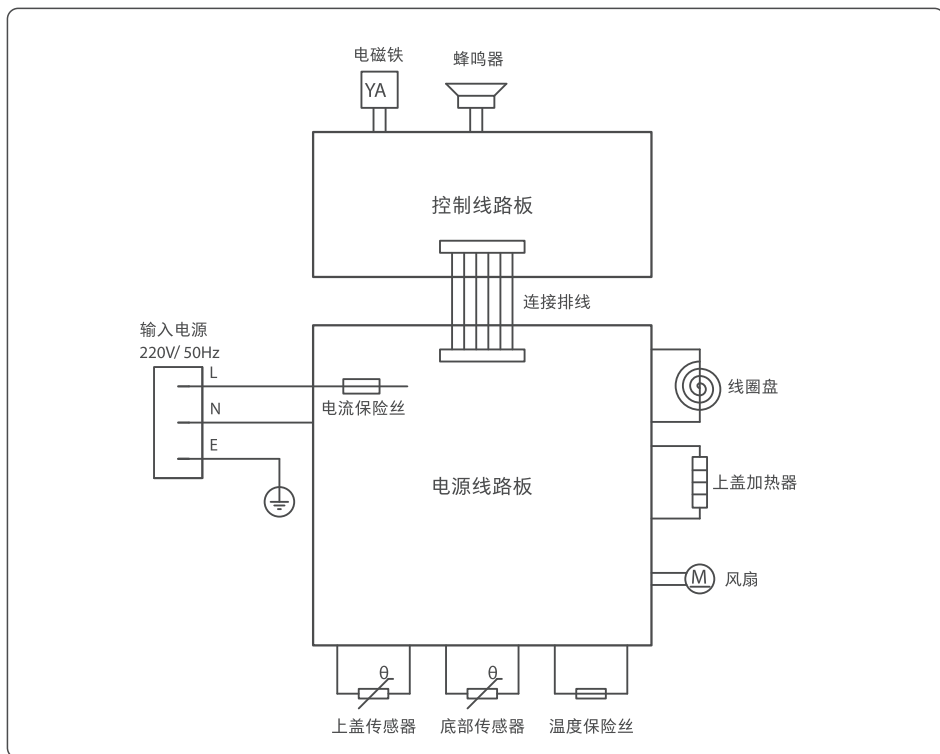 电磁铁
蜂鸣器
YA
控制线路板
连接排线
输入电源
220V/ 50Hz
L
电流保险丝
N
线圈盘
E
电源线路板
上盖加热器
M
风扇
θ
θ
上盖传感器
底部传感器
温度保险丝